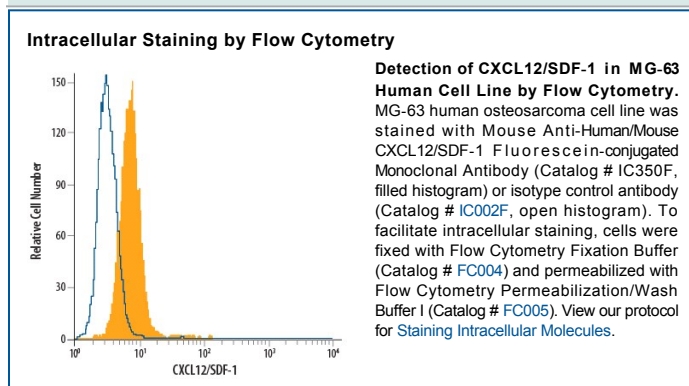 Intracellular Staining by Flow Cytometry
Detection of CXCL12/SDF-1 in MG-63
Human Cell Line by Flow Cytometry.
MG-63 human osteosarcoma cell line was
stained with Mouse Anti-Human/Mouse
CXCL12/SDF-1 Fluorescein-conjugated
Monoclonal Antibody (Catalog # IC350F,
filled histogram) or isotype control antibody
(Catalog # IC002F, open histogram). To
facilitate intracellular staining, cells were
fixed with Flow Cytometry Fixation Buffer
(Catalog # FC004) and permeabilized with
Flow Cytometry Permeabilization/Wash
Buffer I (Catalog # FC005). View our protocol
for Staining Intracellular Molecules.
Relative Cell Number
150
120
90
60
30
0
10⁰ 10¹ 10² 10³ 10⁴
CXCL12/SDF-1